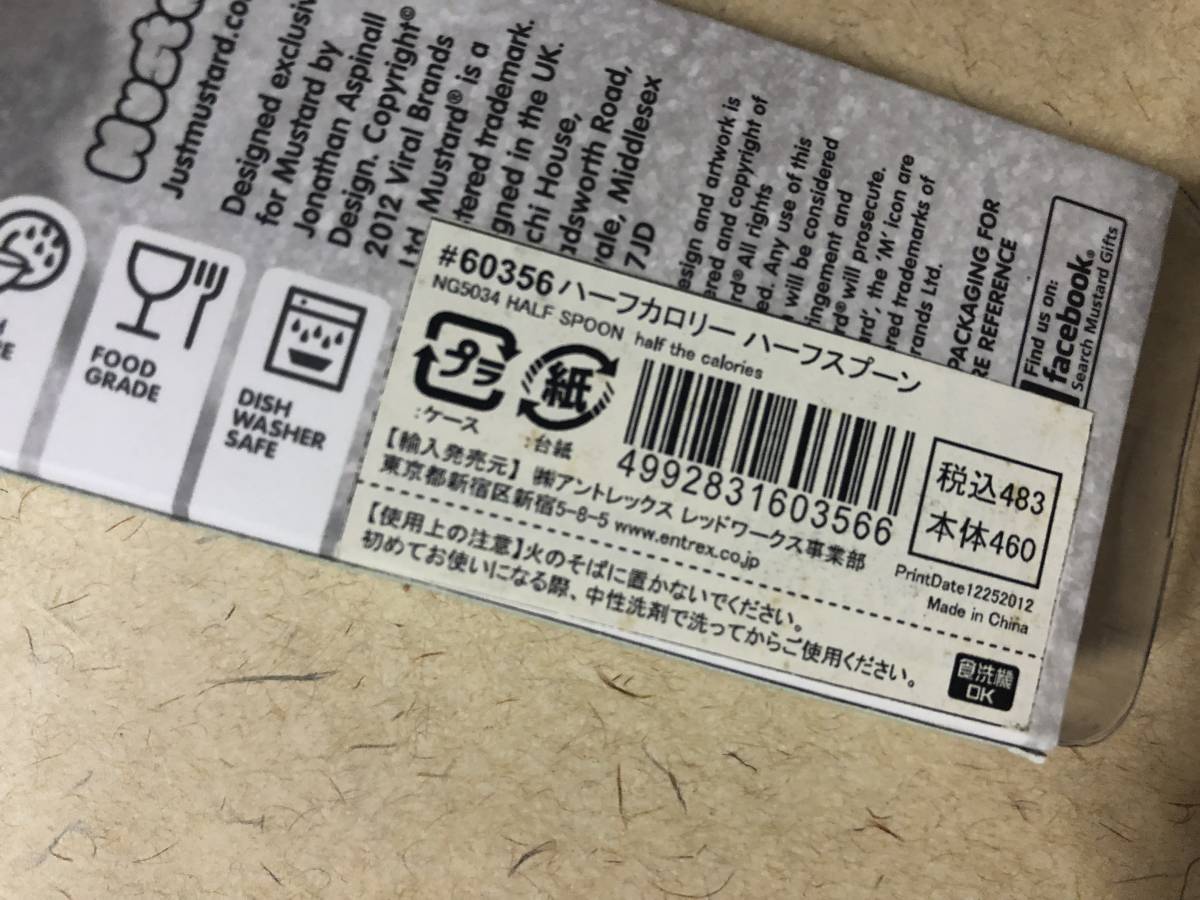 Must
Justmustard.co
Designed exclusiv
for Mustard by
Jonathan Aspinall
Design. Copyright©
2012 Viral Brands
Ltd. Mustard® is a
tered trademark.
gned in the UK.
chi House,
adsworth Road,
vale, Middlesex
7JD
esign and artwork is
ered and copyright of
ard® All rights
ed. Any use of this
n will be considered
ringement and
ard® will prosecute.
ard', the 'M' icon are
ered trademarks of
rands Ltd.
PACKAGING FOR
RE REFERENCE
Find us on:
facebook®
Search Mustard Gifts
FOOD
GRADE
DISH
WASHER
SAFE
#60356 ハーフカロリー ハーフスプーン
NG5034 HALF SPOON half the calories
プラ
:ケース
紙
:台紙
4992831603566
税込483
本体460
【輸入発売元】㈱アントレックス レッドワークス事業部
東京都新宿区新宿5-8-5 www.entrex.co.jp
PrintDate12252012
Made in China
【使用上の注意】火のそばに置かないでください。
初めてお使いになる際、中性洗剤で洗ってからご使用ください。
食洗機
OK